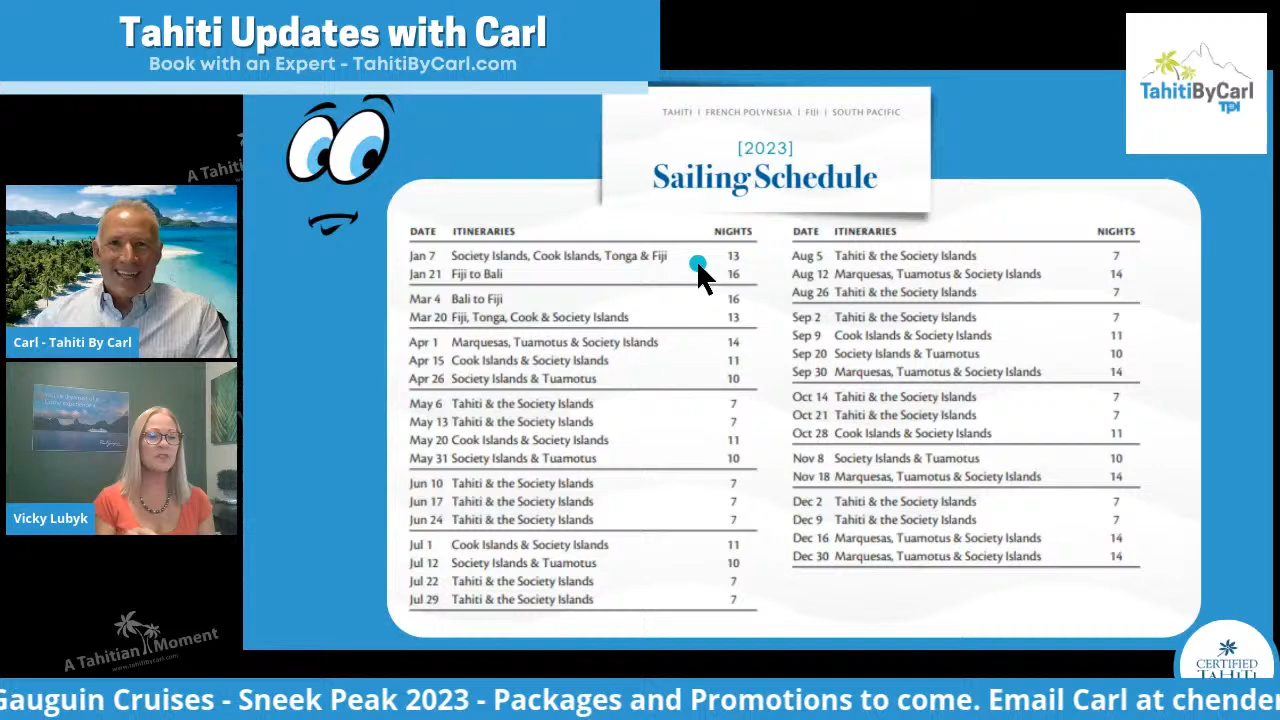 Tahiti Updates with Carl
Book with an Expert - TahitiByCarl.com
TahitiByCarl
TPI
A Tahiti
TAHITI | FRENCH POLYNESIA | FIJI | SOUTH PACIFIC
[2023]
Sailing Schedule
DATE ITINERARIES NIGHTS
Jan 7 Society Islands, Cook Islands, Tonga & Fiji 13
Jan 21 Fiji to Bali 16
Mar 4 Bali to Fiji 16
Mar 20 Fiji, Tonga, Cook & Society Islands 13
Apr 1 Marquesas, Tuamotus & Society Islands 14
Apr 15 Cook Islands & Society Islands 11
Apr 26 Society Islands & Tuamotus 10
May 6 Tahiti & the Society Islands 7
May 13 Tahiti & the Society Islands 7
May 20 Cook Islands & Society Islands 11
May 31 Society Islands & Tuamotus 10
Jun 10 Tahiti & the Society Islands 7
Jun 17 Tahiti & the Society Islands 7
Jun 24 Tahiti & the Society Islands 7
Jul 1 Cook Islands & Society Islands 11
Jul 12 Society Islands & Tuamotus 10
Jul 22 Tahiti & the Society Islands 7
Jul 29 Tahiti & the Society Islands 7
DATE ITINERARIES NIGHTS
Aug 5 Tahiti & the Society Islands 7
Aug 12 Marquesas, Tuamotus & Society Islands 14
Aug 26 Tahiti & the Society Islands 7
Sep 2 Tahiti & the Society Islands 7
Sep 9 Cook Islands & Society Islands 11
Sep 20 Society Islands & Tuamotus 10
Sep 30 Marquesas, Tuamotus & Society Islands 14
Oct 14 Tahiti & the Society Islands 7
Oct 21 Tahiti & the Society Islands 7
Oct 28 Cook Islands & Society Islands 11
Nov 8 Society Islands & Tuamotus 10
Nov 18 Marquesas, Tuamotus & Society Islands 14
Dec 2 Tahiti & the Society Islands 7
Dec 9 Tahiti & the Society Islands 7
Dec 16 Marquesas, Tuamotus & Society Islands 14
Dec 30 Marquesas, Tuamotus & Society Islands 14
Carl - Tahiti By Carl
Vicky Lubyk
A Tahitian Moment
www.tahitibycarl.com
CERTIFIED
TAHITI
Gauguin Cruises - Sneek Peak 2023 - Packages and Promotions to come. Email Carl at chender